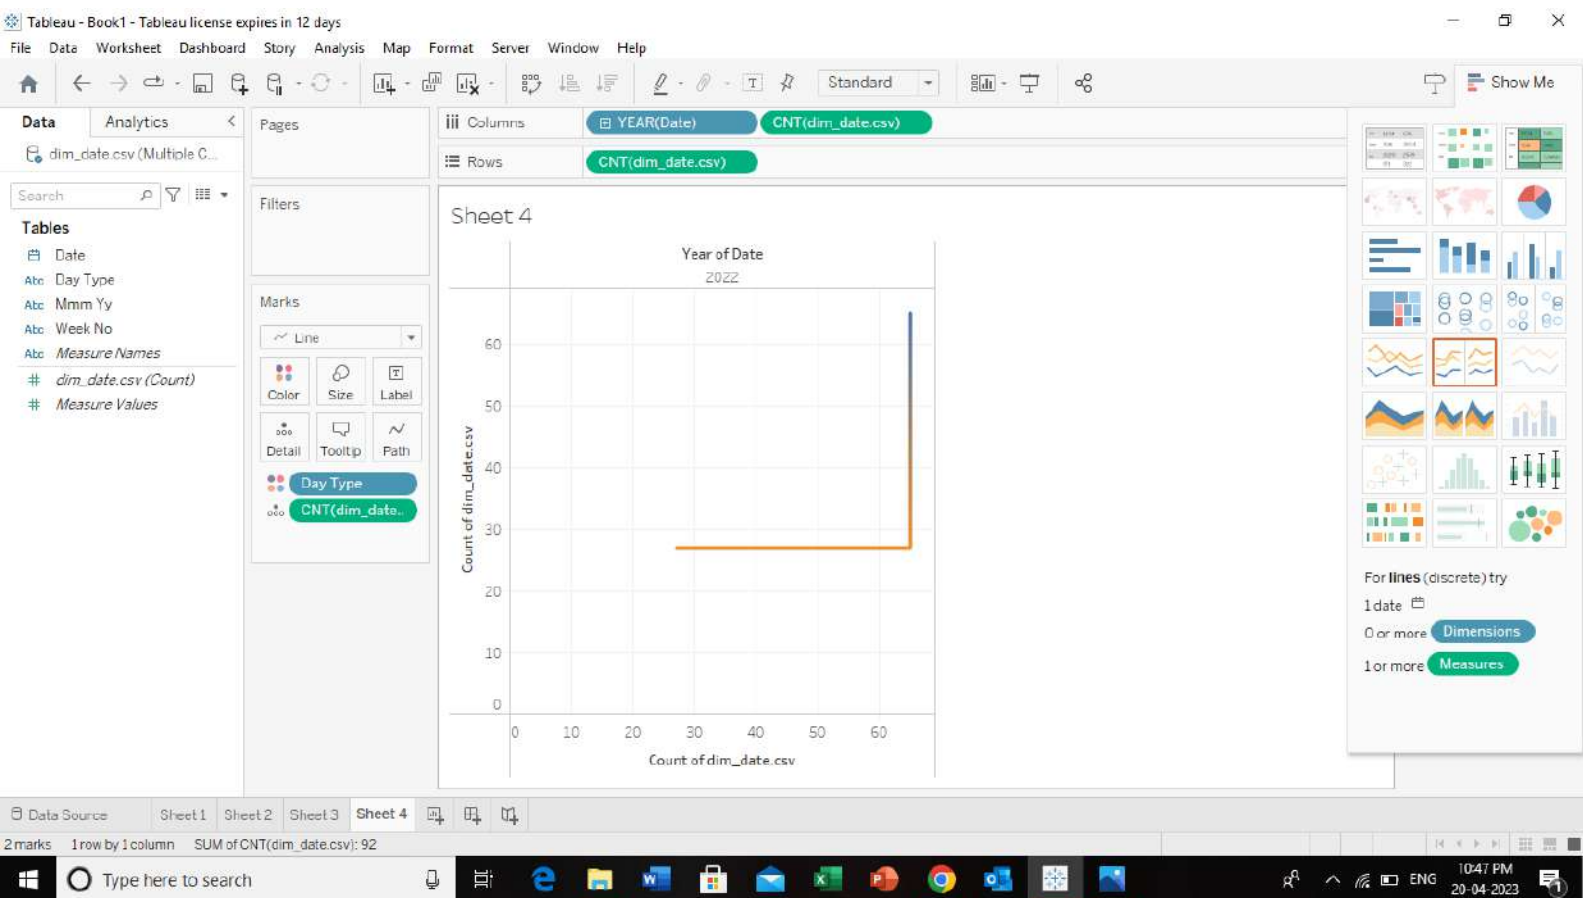 Tableau - Book1 - Tableau license expires in 12 days
File Data Worksheet Dashboard Story Analysis Map Format Server Window Help
Standard
Show Me
Data Analytics
dim_date.csv (Multiple C...
Search
Tables
Date
Abc Day Type
Abc Mmm Yy
Abc Week No
Abc Measure Names
# dim_date.csv (Count)
# Measure Values
Pages
Filters
Marks
Line
Color Size Label
Detail Tooltip Path
Day Type
CNT(dim_date..
Columns YEAR(Date) CNT(dim_date.csv)
Rows CNT(dim_date.csv)
Sheet 4
Year of Date
2022
Count of dim_date.csv
60
50
40
30
20
10
0
0 10 20 30 40 50 60
Count of dim_date.csv
For lines (discrete) try
1 date
0 or more Dimensions
1 or more Measures
Data Source Sheet 1 Sheet 2 Sheet 3 Sheet 4
2 marks 1 row by 1 column SUM of CNT(dim_date.csv): 92
Type here to search
ENG
10:47 PM
20-04-2023
1